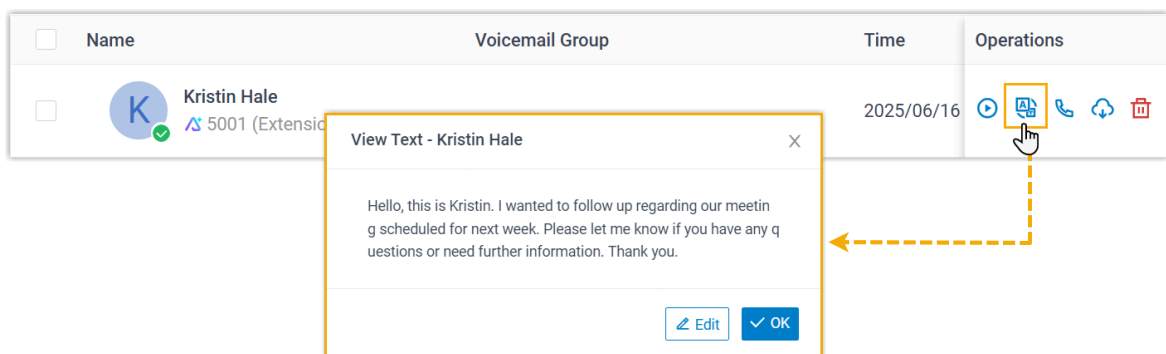 Name Voicemail Group Time Operations
K
Kristin Hale
5001 (Extensio
2025/06/16
View Text - Kristin Hale
Hello, this is Kristin. I wanted to follow up regarding our meetin
g scheduled for next week. Please let me know if you have any q
uestions or need further information. Thank you.
Edit OK